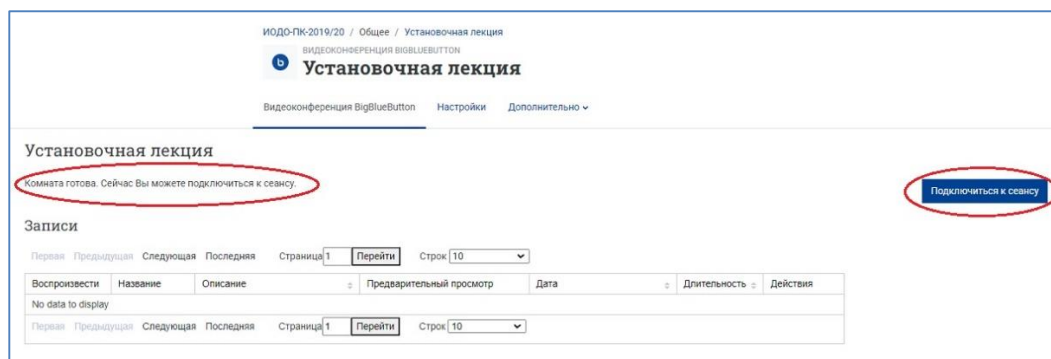 ИОДО-ПК-2019/20 / Общее / Установочная лекция
ВИДЕОКОНФЕРЕНЦИЯ BIGBLUEBUTTON
b Установочная лекция
Видеоконференция BigBlueButton Настройки Дополнительно
Установочная лекция
Комната готова. Сейчас Вы можете подключиться к сеансу.
Подключиться к сеансу
Записи
Первая Предыдущая Следующая Последняя Страница 1 Перейти Строк 10
Воспроизвести Название Описание Предварительный просмотр Дата Длительность Действия
No data to display
Первая Предыдущая Следующая Последняя Страница 1 Перейти Строк 10